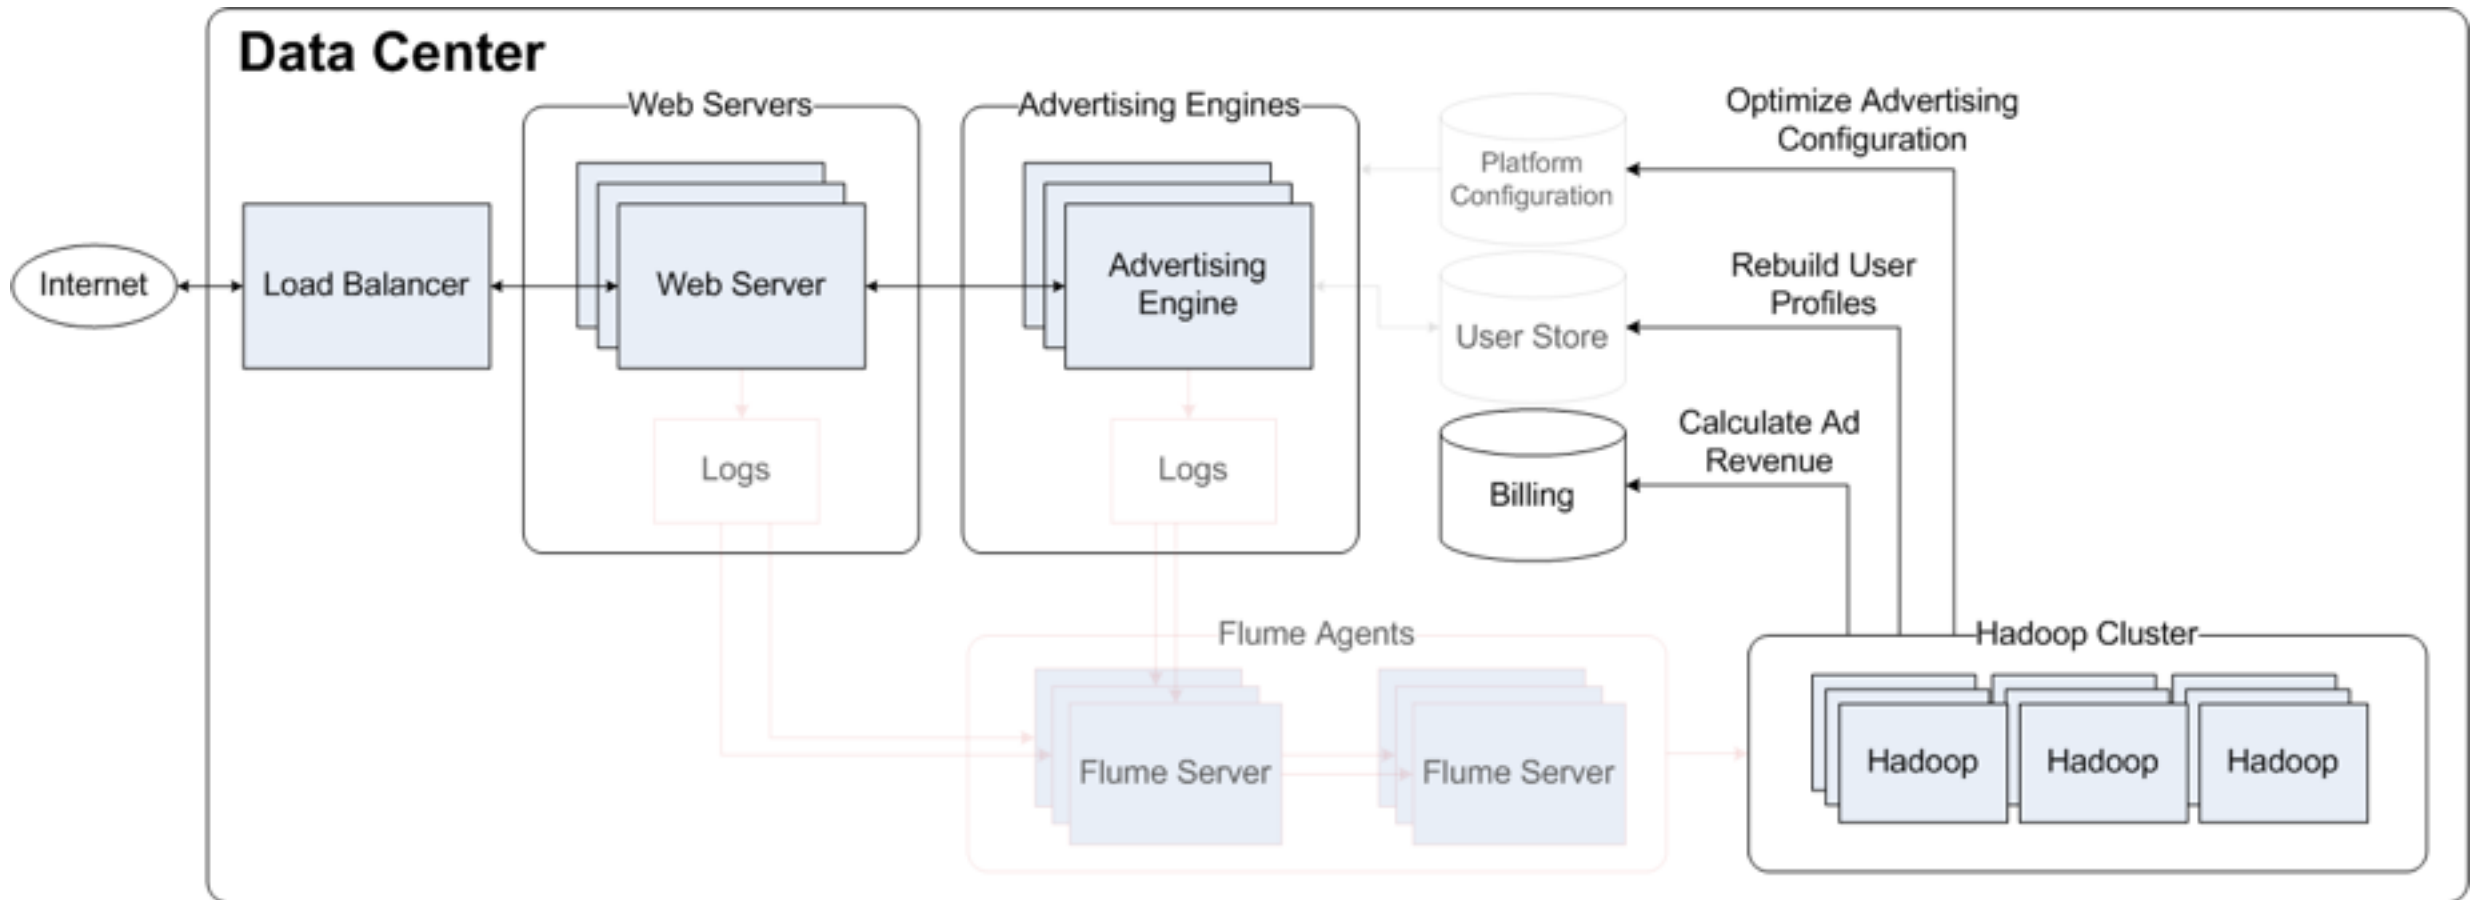 Data Center
Web Servers
Advertising Engines
Optimize Advertising
Configuration
Platform
Configuration
Internet
Load Balancer
Web Server
Advertising
Engine
Rebuild User
Profiles
User Store
Logs
Logs
Calculate Ad
Revenue
Billing
Flume Agents
Hadoop Cluster
Flume Server
Flume Server
Hadoop
Hadoop
Hadoop